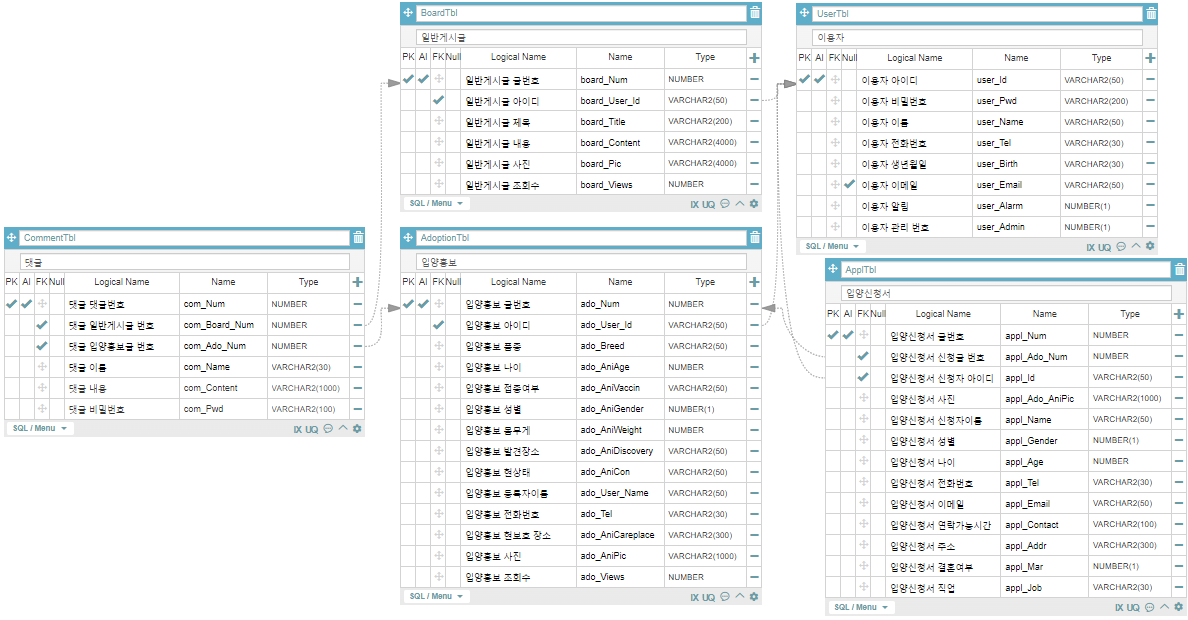 BoardTbl
일반게시글
PK AI FK Null Logical Name Name Type
일반게시글 글번호 board_Num NUMBER
일반게시글 아이디 board_User_Id VARCHAR2(50)
일반게시글 제목 board_Title VARCHAR2(200)
일반게시글 내용 board_Content VARCHAR2(4000)
일반게시글 사진 board_Pic VARCHAR2(4000)
일반게시글 조회수 board_Views NUMBER
SQL / Menu IX UQ
UserTbl
이용자
PK AI FK Null Logical Name Name Type
이용자 아이디 user_Id VARCHAR2(50)
이용자 비밀번호 user_Pwd VARCHAR2(200)
이용자 이름 user_Name VARCHAR2(50)
이용자 전화번호 user_Tel VARCHAR2(30)
이용자 생년월일 user_Birth VARCHAR2(30)
이용자 이메일 user_Email VARCHAR2(50)
이용자 알림 user_Alarm NUMBER(1)
이용자 관리 번호 user_Admin NUMBER(1)
SQL / Menu IX UQ
CommentTbl
댓글
PK AI FK Null Logical Name Name Type
댓글 댓글번호 com_Num NUMBER
댓글 일반게시글 번호 com_Board_Num NUMBER
댓글 입양홍보글 번호 com_Ado_Num NUMBER
댓글 이름 com_Name VARCHAR2(30)
댓글 내용 com_Content VARCHAR2(1000)
댓글 비밀번호 com_Pwd VARCHAR2(100)
SQL / Menu IX UQ
AdoptionTbl
입양홍보
PK AI FK Null Logical Name Name Type
입양홍보 글번호 ado_Num NUMBER
입양홍보 아이디 ado_User_Id VARCHAR2(50)
입양홍보 품종 ado_Breed VARCHAR2(50)
입양홍보 나이 ado_AniAge NUMBER
입양홍보 접종여부 ado_AniVaccin VARCHAR2(50)
입양홍보 성별 ado_AniGender NUMBER(1)
입양홍보 몸무게 ado_AniWeight NUMBER
입양홍보 발견장소 ado_AniDiscovery VARCHAR2(50)
입양홍보 현상태 ado_AniCon VARCHAR2(50)
입양홍보 등록자이름 ado_User_Name VARCHAR2(50)
입양홍보 전화번호 ado_Tel VARCHAR2(30)
입양홍보 현보호 장소 ado_AniCareplace VARCHAR2(300)
입양홍보 사진 ado_AniPic VARCHAR2(1000)
입양홍보 조회수 ado_Views NUMBER
SQL / Menu IX UQ
ApplTbl
입양신청서
PK AI FK Null Logical Name Name Type
입양신청서 글번호 appl_Num NUMBER
입양신청서 신청글 번호 appl_Ado_Num NUMBER
입양신청서 신청자 아이디 appl_Id VARCHAR2(50)
입양신청서 사진 appl_Ado_AniPic VARCHAR2(1000)
입양신청서 신청자이름 appl_Name VARCHAR2(50)
입양신청서 성별 appl_Gender NUMBER(1)
입양신청서 나이 appl_Age NUMBER
입양신청서 전화번호 appl_Tel VARCHAR2(30)
입양신청서 이메일 appl_Email VARCHAR2(50)
입양신청서 연락가능시간 appl_Contact VARCHAR2(100)
입양신청서 주소 appl_Addr VARCHAR2(300)
입양신청서 결혼여부 appl_Mar NUMBER(1)
입양신청서 직업 appl_Job VARCHAR2(30)
SQL / Menu IX UQ